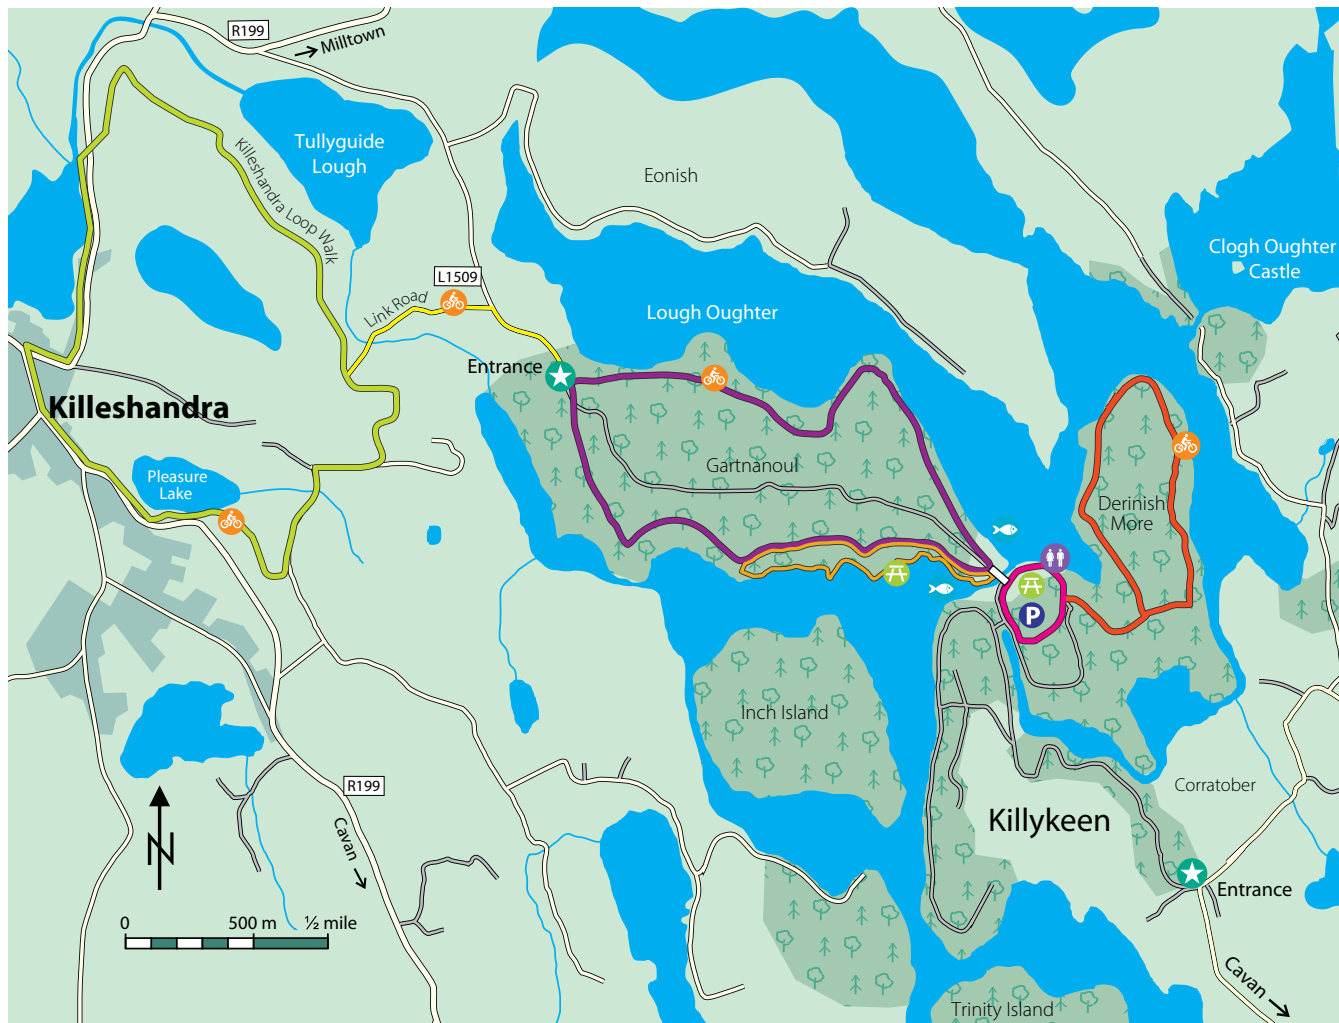 R199
Milltown
Tullyguide
Lough
Killeshandra Loop Walk
Eonish
Clogh Oughter
Castle
L1509
Link Road
Lough Oughter
Entrance
Killeshandra
Gartnanoul
Pleasure
Lake
Derinish
More
P
Inch Island
R199
Cavan
Corratober
Killykeen
Entrance
N
0 500 m ½ mile
Cavan
Trinity Island